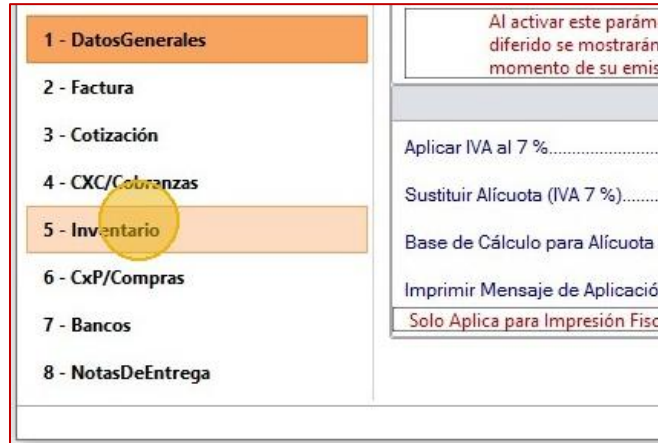 1 - DatosGenerales
2 - Factura
3 - Cotización
4 - CXC/Cobranzas
5 - Inventario
6 - CxP/Compras
7 - Bancos
8 - NotasDeEntrega
Al activar este parám
diferido se mostrarán
momento de su emis
Aplicar IVA al 7 %......................
Sustituir Alícuota (IVA 7 %).......
Base de Cálculo para Alícuota
Imprimir Mensaje de Aplicació
Solo Aplica para Impresión Fisc